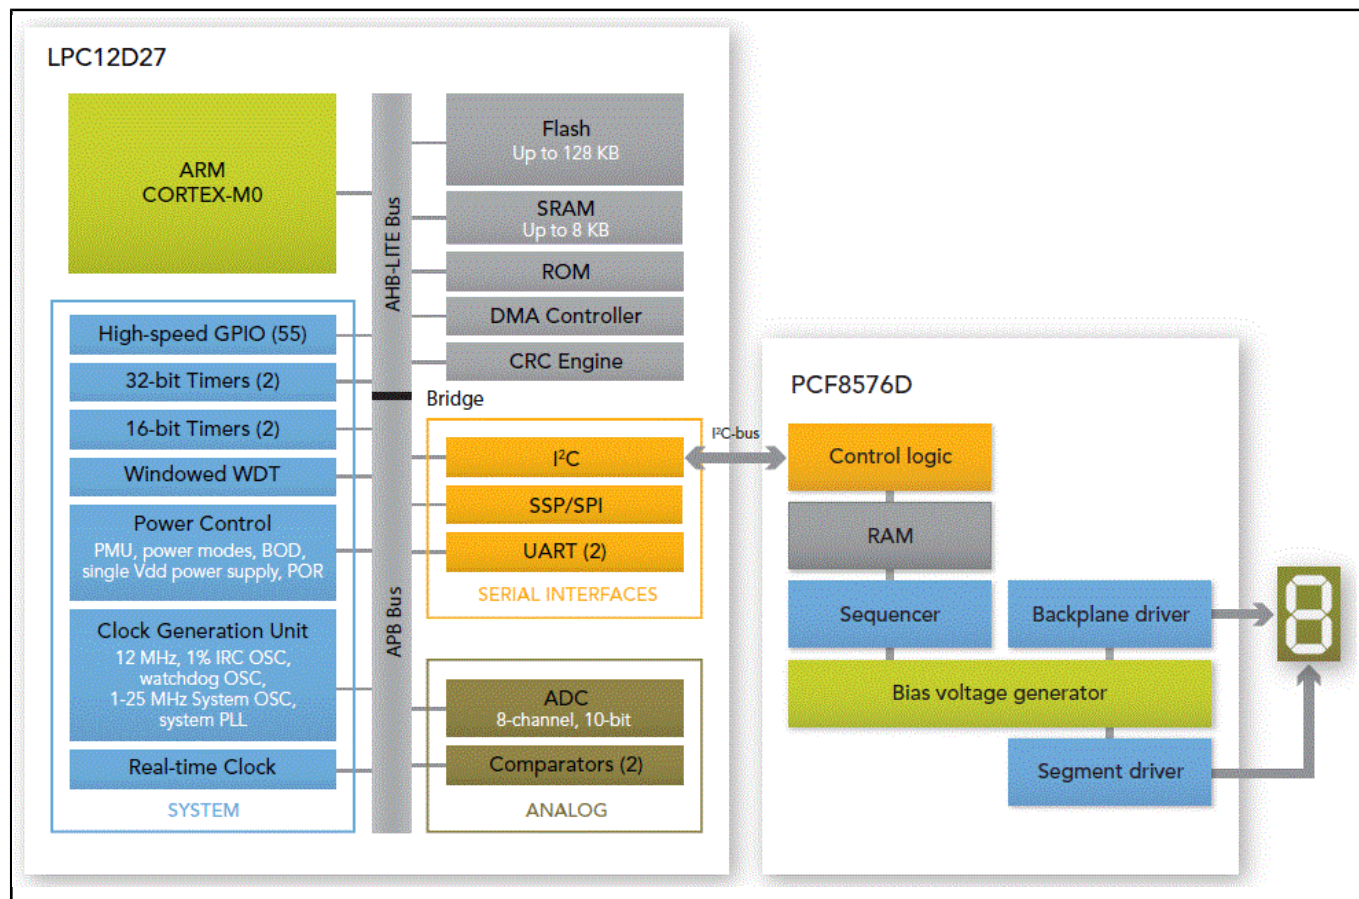 LPC12D27
ARM
CORTEX-M0
AHB-LITE Bus
Flash
Up to 128 KB
SRAM
Up to 8 KB
ROM
DMA Controller
CRC Engine
High-speed GPIO (55)
32-bit Timers (2)
16-bit Timers (2)
Windowed WDT
Power Control
PMU, power modes, BOD,
single Vdd power supply, POR
Clock Generation Unit
12 MHz, 1% IRC OSC,
watchdog OSC,
1-25 MHz System OSC,
system PLL
Real-time Clock
SYSTEM
Bridge
APB Bus
I²C
SSP/SPI
UART (2)
SERIAL INTERFACES
ADC
8-channel, 10-bit
Comparators (2)
ANALOG
I²C-bus
PCF8576D
Control logic
RAM
Sequencer
Backplane driver
Bias voltage generator
Segment driver
8